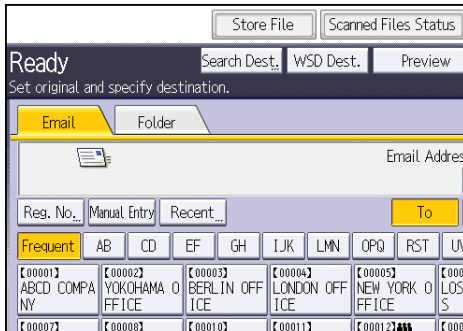 Store File Scanned Files Status
Ready Search Dest. WSD Dest. Preview
Set original and specify destination.
Email Folder
Email Addres
Reg. No. Manual Entry Recent To
Frequent AB CD EF GH IJK LMN OPQ RST UV
[00001] [00002] [00003] [00004] [00005] [000
ABCD COMPA YOKOHAMA O BERLIN OFF LONDON OFF NEW YORK O LOS
NY FFICE ICE ICE FFICE S
[00007] [00008] [00010] [00011] [00012] [000